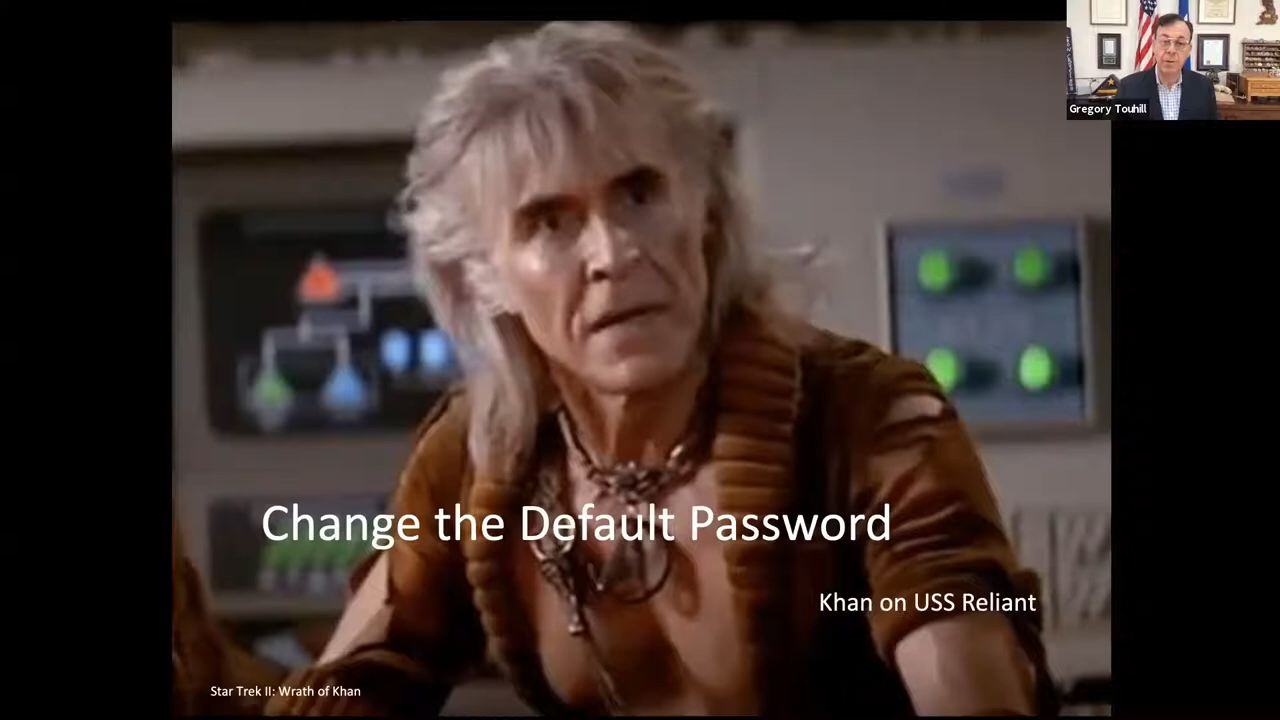 Gregory Touhill
Change the Default Password
Khan on USS Reliant
Star Trek II: Wrath of Khan